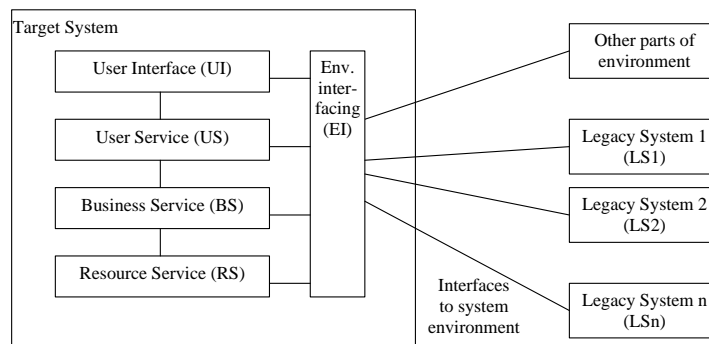 Target System
User Interface (UI)
User Service (US)
Business Service (BS)
Resource Service (RS)
Env.
inter-
facing
(EI)
Other parts of
environment
Legacy System 1
(LS1)
Legacy System 2
(LS2)
Legacy System n
(LSn)
Interfaces
to system
environment